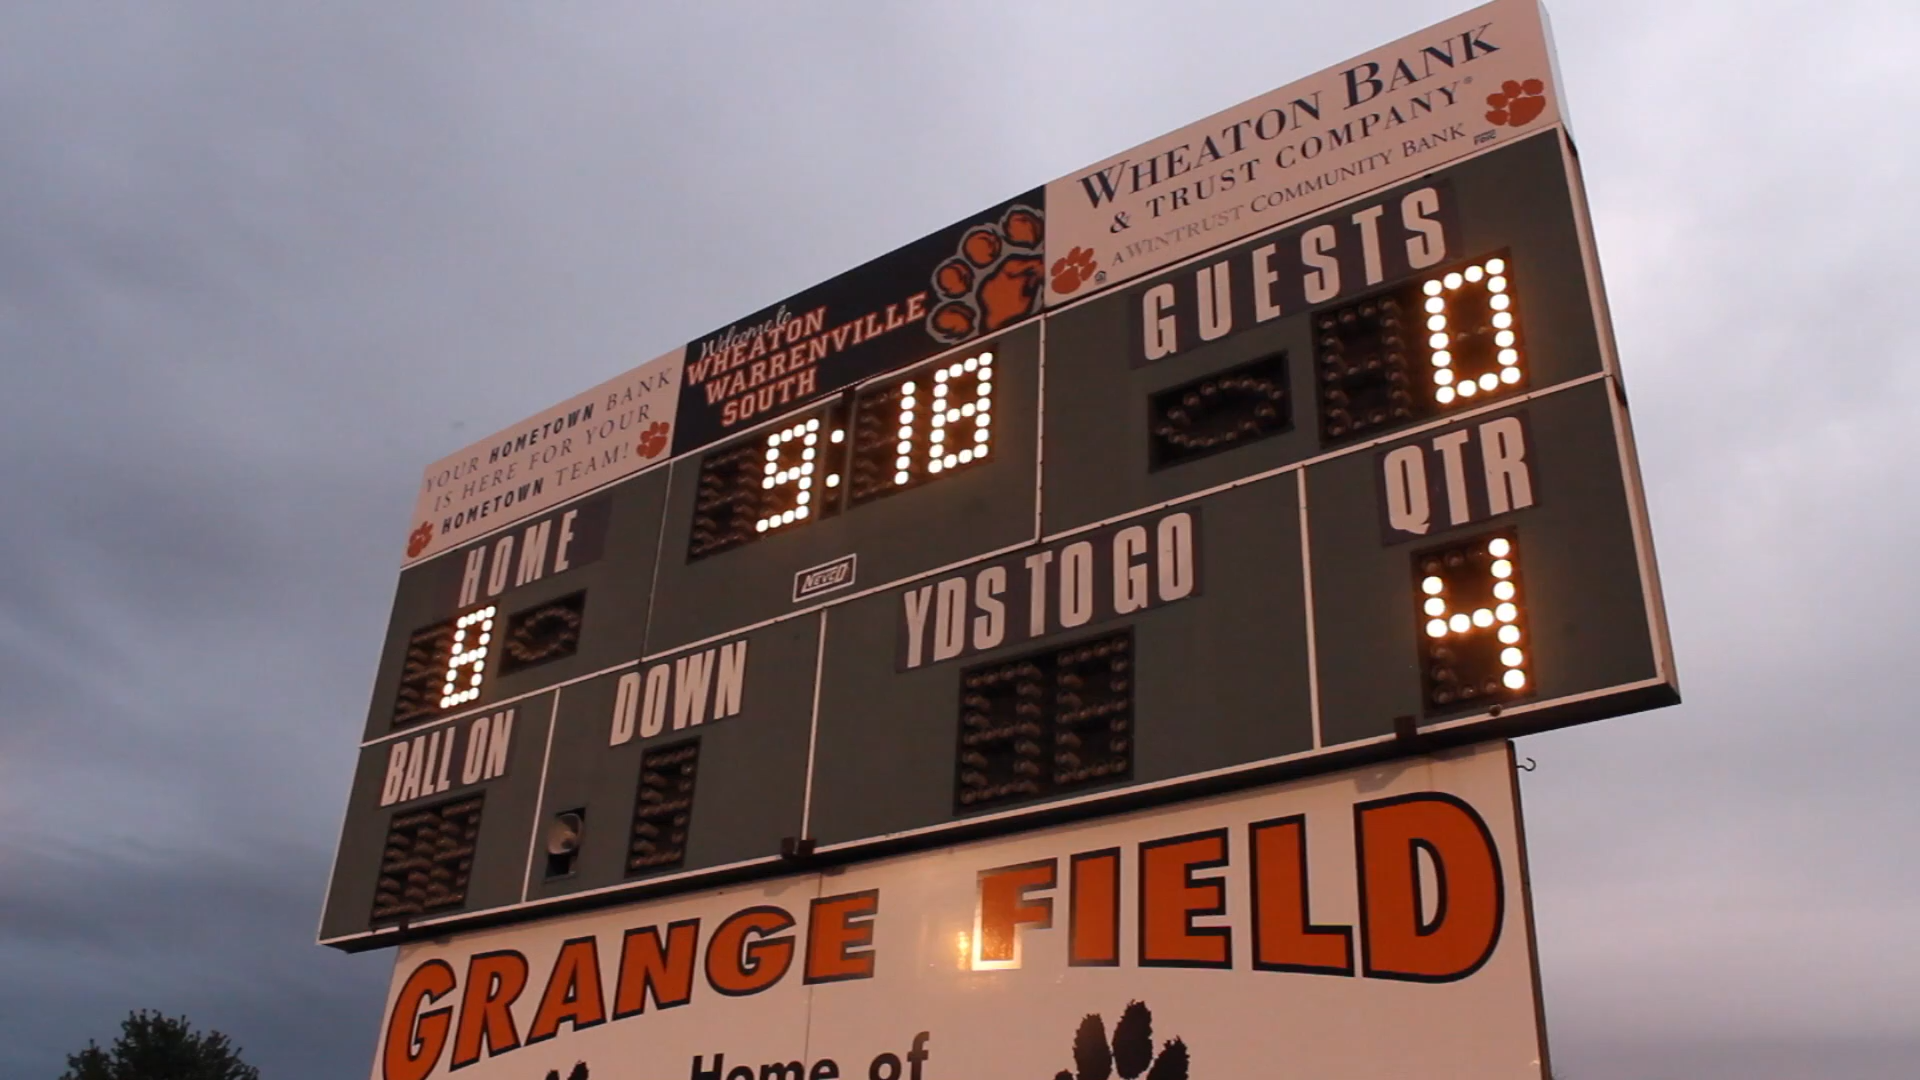 WHEATON BANK
& TRUST COMPANY®
A WINTRUST COMMUNITY BANK
FDIC
Welcome to
WHEATON
WARRENVILLE
SOUTH
YOUR HOMETOWN BANK
IS HERE FOR YOUR
HOMETOWN TEAM!
HOME
8
9:18
GUESTS
0
NEVCO
BALL ON
DOWN
YDS TO GO
QTR
4
GRANGE FIELD
Home of